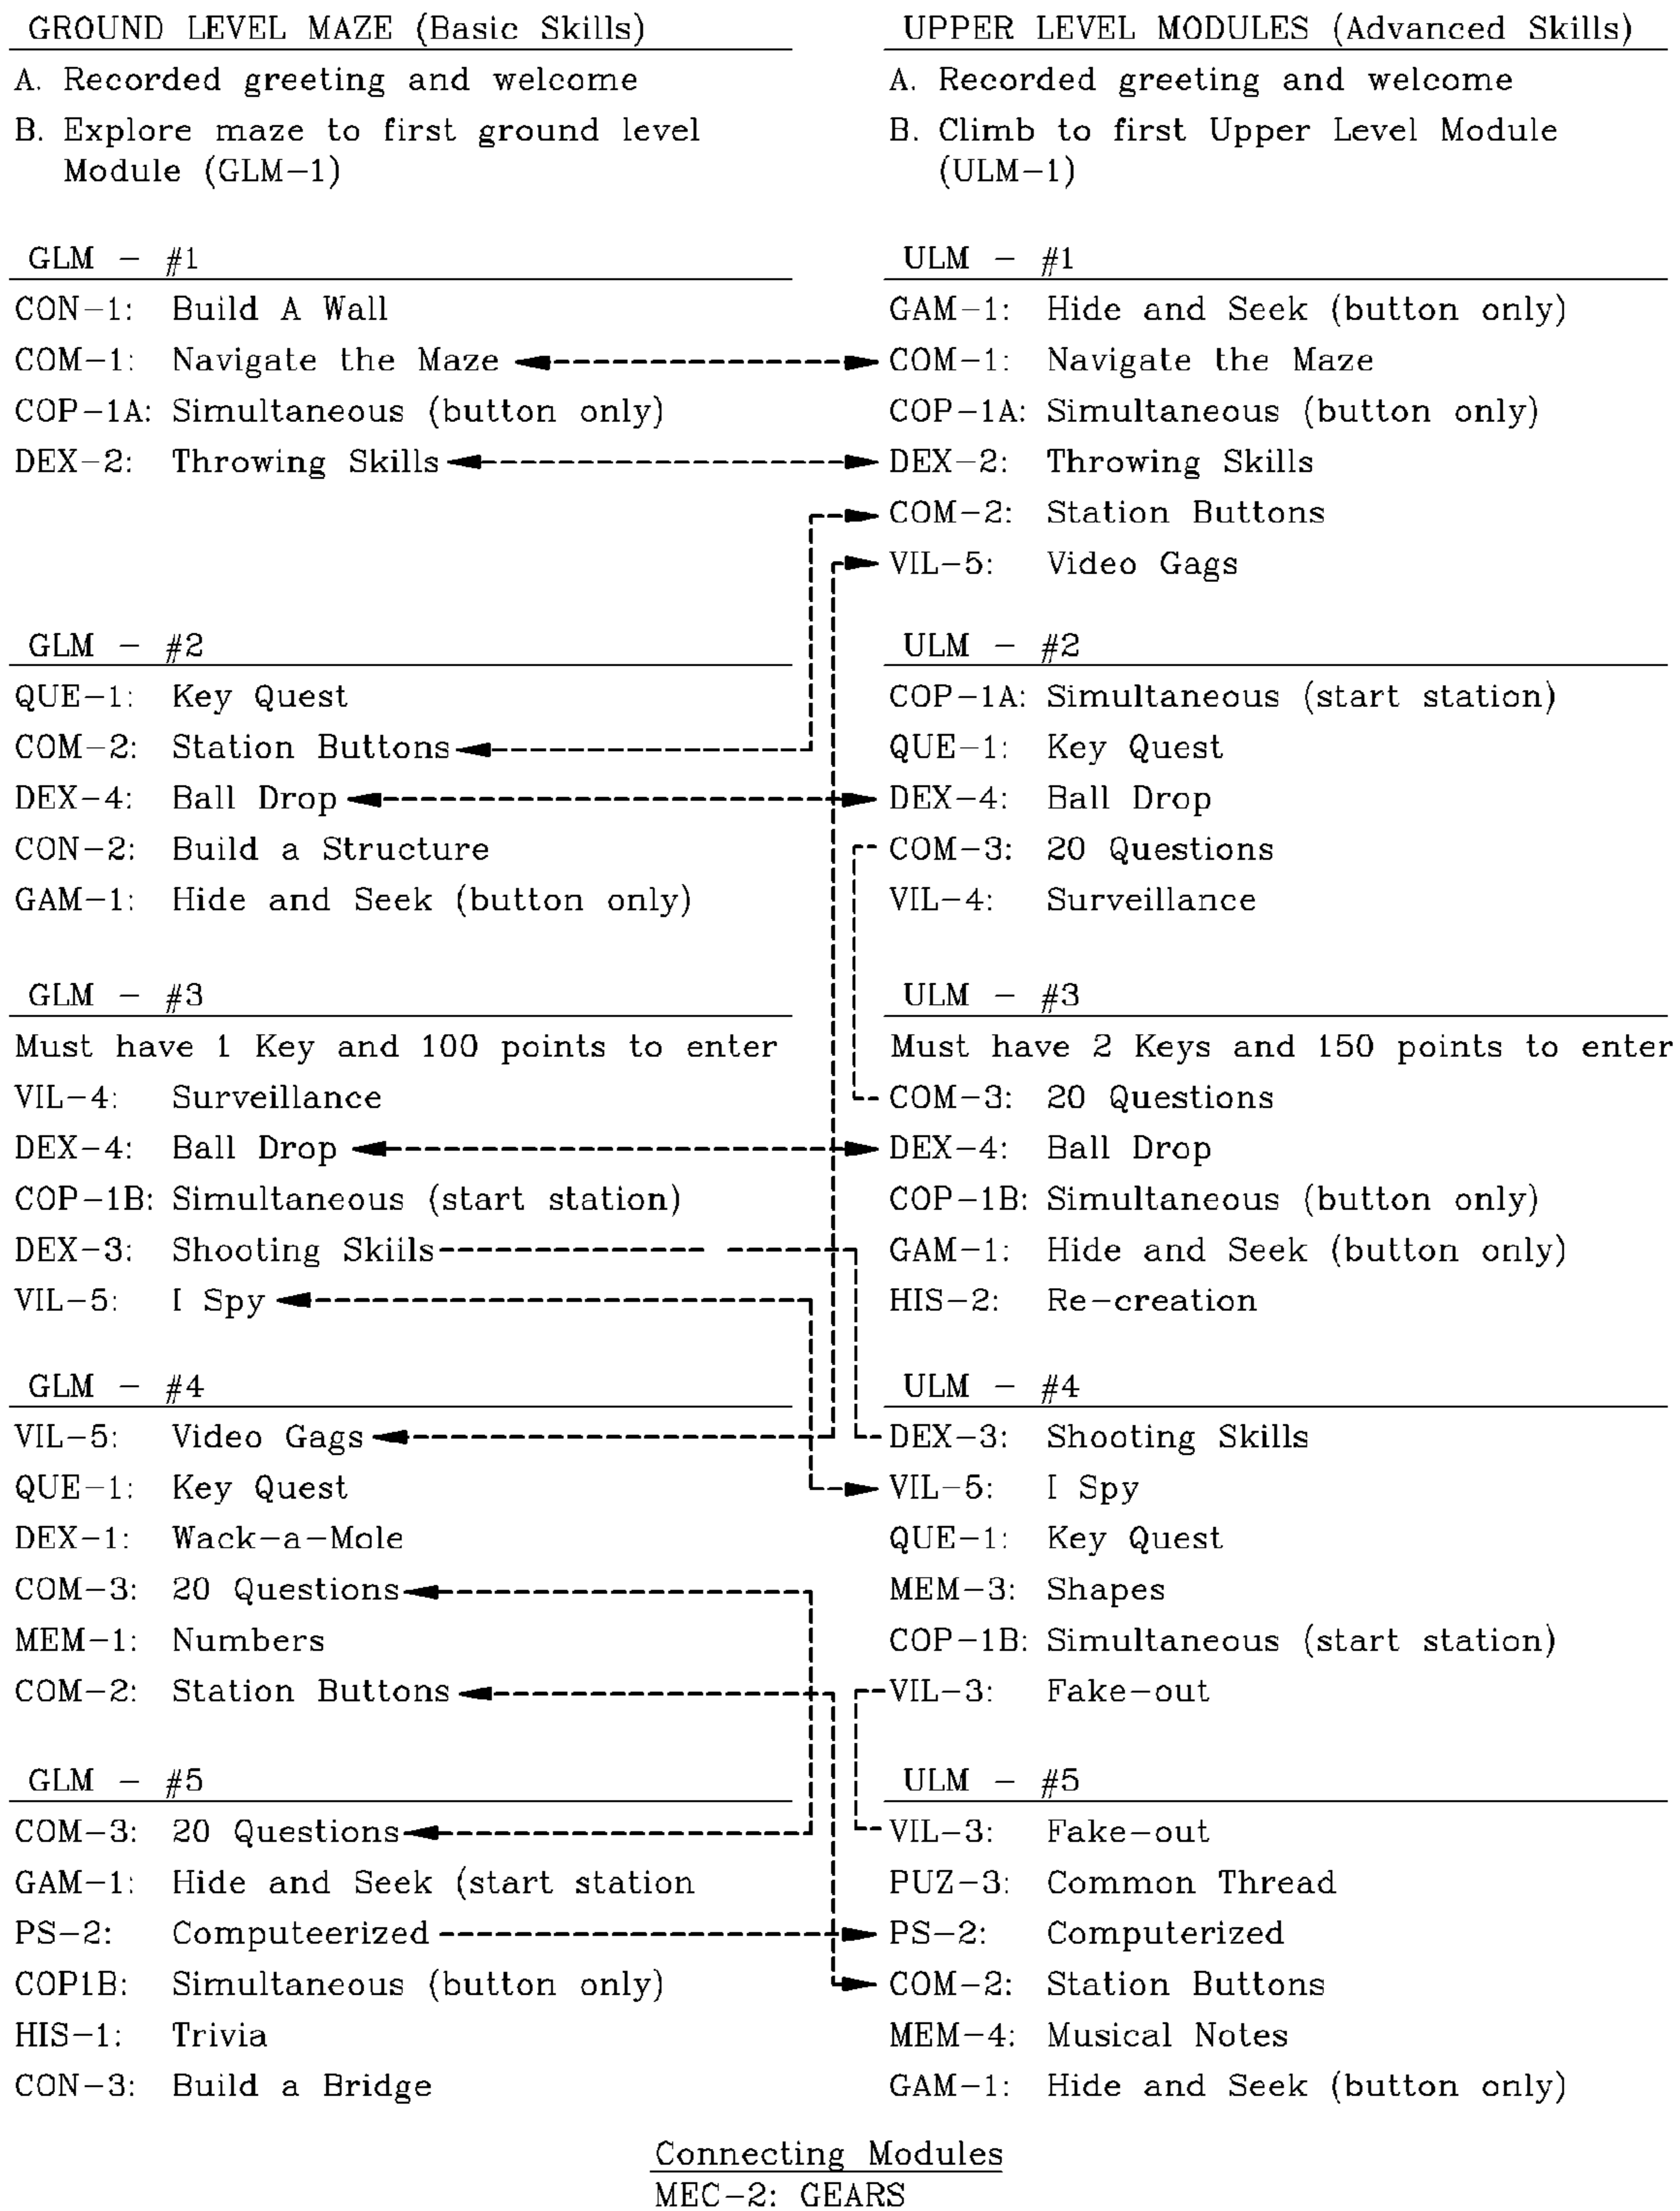 GROUND LEVEL MAZE (Basic Skills)
A. Recorded greeting and welcome
B. Explore maze to first ground level
Module (GLM-1)
GLM - #1
CON-1: Build A Wall
COM-1: Navigate the Maze
COP-1A: Simultaneous (button only)
DEX-2: Throwing Skills
GLM - #2
QUE-1: Key Quest
COM-2: Station Buttons
DEX-4: Ball Drop
CON-2: Build a Structure
GAM-1: Hide and Seek (button only)
GLM - #3
Must have 1 Key and 100 points to enter
VIL-4: Surveillance
DEX-4: Ball Drop
COP-1B: Simultaneous (start station)
DEX-3: Shooting Skiils
VIL-5: I Spy
GLM - #4
VIL-5: Video Gags
QUE-1: Key Quest
DEX-1: Wack-a-Mole
COM-3: 20 Questions
MEM-1: Numbers
COM-2: Station Buttons
GLM - #5
COM-3: 20 Questions
GAM-1: Hide and Seek (start station
PS-2: Computeerized
COP1B: Simultaneous (button only)
HIS-1: Trivia
CON-3: Build a Bridge
UPPER LEVEL MODULES (Advanced Skills)
A. Recorded greeting and welcome
B. Climb to first Upper Level Module
(ULM-1)
ULM - #1
GAM-1: Hide and Seek (button only)
COM-1: Navigate the Maze
COP-1A: Simultaneous (button only)
DEX-2: Throwing Skills
COM-2: Station Buttons
VIL-5: Video Gags
ULM - #2
COP-1A: Simultaneous (start station)
QUE-1: Key Quest
DEX-4: Ball Drop
COM-3: 20 Questions
VIL-4: Surveillance
ULM - #3
Must have 2 Keys and 150 points to enter
COM-3: 20 Questions
DEX-4: Ball Drop
COP-1B: Simultaneous (button only)
GAM-1: Hide and Seek (button only)
HIS-2: Re-creation
ULM - #4
DEX-3: Shooting Skills
VIL-5: I Spy
QUE-1: Key Quest
MEM-3: Shapes
COP-1B: Simultaneous (start station)
VIL-3: Fake-out
ULM - #5
VIL-3: Fake-out
PUZ-3: Common Thread
PS-2: Computerized
COM-2: Station Buttons
MEM-4: Musical Notes
GAM-1: Hide and Seek (button only)
Connecting Modules
MEC-2: GEARS